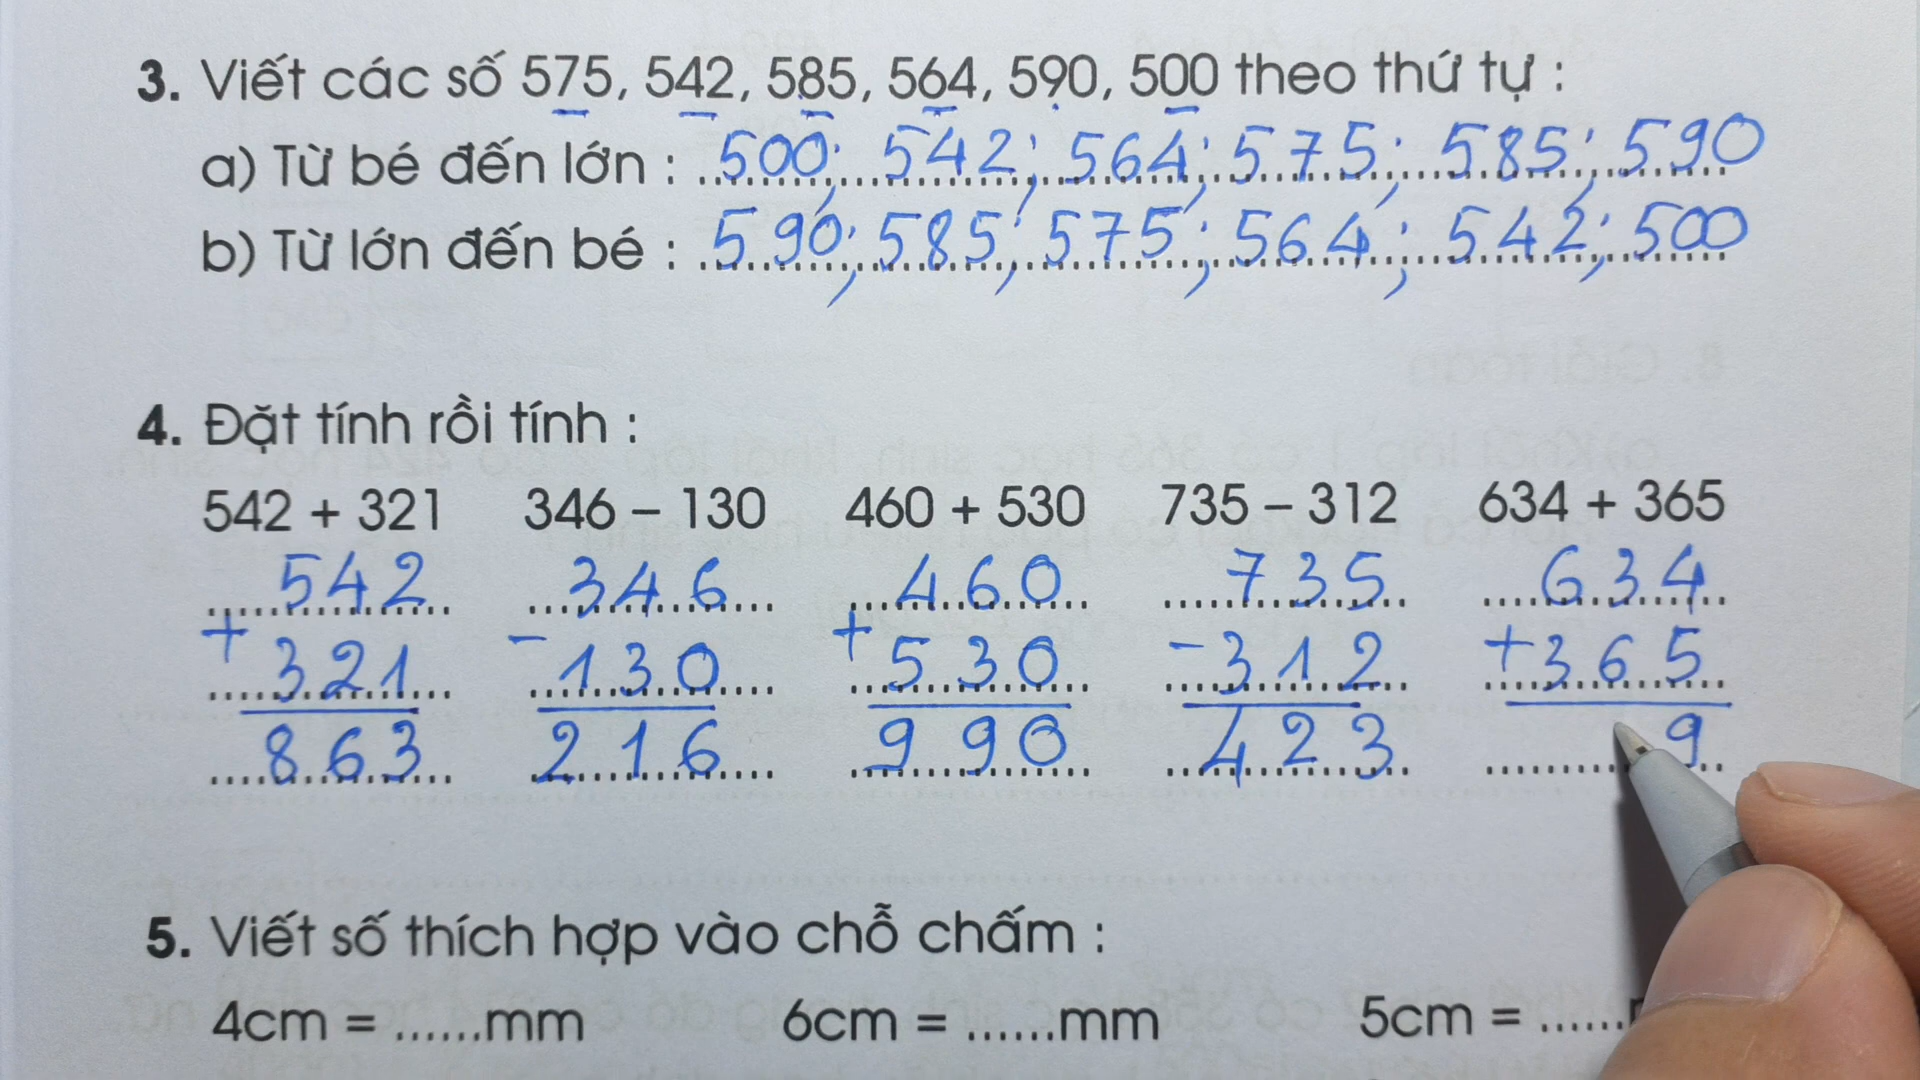 3. Viết các số 575, 542, 585, 564, 590, 500 theo thứ tự :
a) Từ bé đến lớn : 500; 542; 564; 575; 585; 590
b) Từ lớn đến bé : 590; 585; 575; 564; 542; 500
4. Đặt tính rồi tính :
542 + 321 346 – 130 460 + 530 735 – 312 634 + 365
542 346 460 735 634
+ 321 - 130 + 530 - 312 + 365
863 216 990 423 9
5. Viết số thích hợp vào chỗ chấm :
4cm = ......mm 6cm = ......mm 5cm = ......